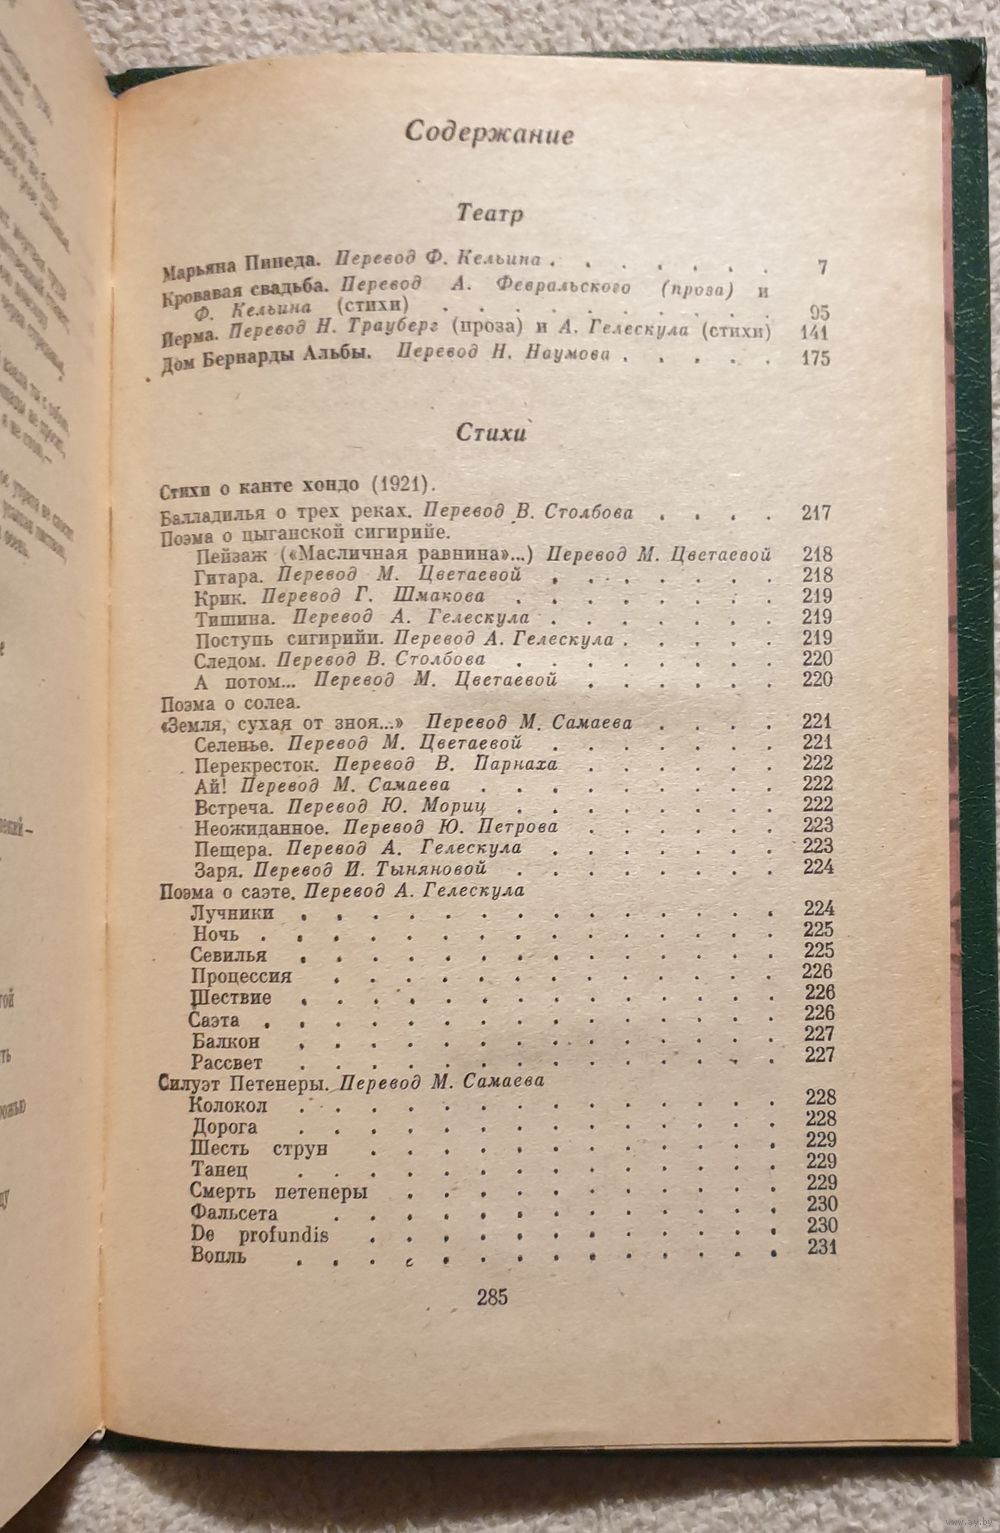 Содержание
Театр
Марьяна Пинеда. Перевод Ф. Кельина . . . . . . . 7
Кровавая свадьба. Перевод А. Февральского (проза) и
Ф. Кельина (стихи) . . . . . . . . . . 95
Йерма. Перевод Н. Трауберг (проза) и А. Гелескула (стихи) 141
Дом Бернарды Альбы. Перевод Н. Наумова . . . . . 175
Стихи
Стихи о канте хондо (1921).
Балладилья о трех реках. Перевод В. Столбова . . . . 217
Поэма о цыганской сигирийе.
Пейзаж («Масличная равнина»...) Перевод М. Цветаевой 218
Гитара. Перевод М. Цветаевой . . . . . . . 218
Крик. Перевод Г. Шмакова . . . . . . . . 219
Тишина. Перевод А. Гелескула . . . . . . . 219
Поступь сигирийи. Перевод А. Гелескула . . . . . 219
Следом. Перевод В. Столбова . . . . . . . . 220
А потом... Перевод М. Цветаевой . . . . . . 220
Поэма о солеа.
«Земля, сухая от зноя...» Перевод М. Самаева . . . . 221
Селенье. Перевод М. Цветаевой . . . . . . . 221
Перекресток. Перевод В. Парнаха . . . . . . 222
Ай! Перевод М. Самаева . . . . . . . . . 222
Встреча. Перевод Ю. Мориц . . . . . . . . 222
Неожиданное. Перевод Ю. Петрова . . . . . . 223
Пещера. Перевод А. Гелескула . . . . . . . 223
Заря. Перевод И. Тыняновой . . . . . . . . 224
Поэма о саэте. Перевод А. Гелескула
Лучники . . . . . . . . . . . . . . 224
Ночь . . . . . . . . . . . . . . . 225
Севилья . . . . . . . . . . . . . . 225
Процессия . . . . . . . . . . . . . 226
Шествие . . . . . . . . . . . . . . 226
Саэта . . . . . . . . . . . . . . . 226
Балкон . . . . . . . . . . . . . . 227
Рассвет . . . . . . . . . . . . . . 227
Силуэт Петенеры. Перевод М. Самаева
Колокол . . . . . . . . . . . . . . 228
Дорога . . . . . . . . . . . . . . 228
Шесть струн . . . . . . . . . . . . 229
Танец . . . . . . . . . . . . . . 229
Смерть петенеры . . . . . . . . . . . 229
Фальсета . . . . . . . . . . . . . 230
De profundis . . . . . . . . . . . . 230
Вопль . . . . . . . . . . . . . . 231
285
www.ay.by